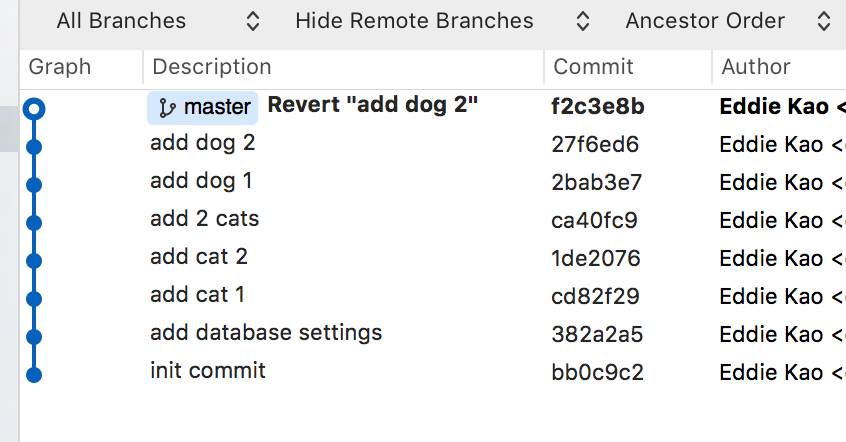 All Branches Hide Remote Branches Ancestor Order
Graph Description Commit Author
master Revert "add dog 2" f2c3e8b Eddie Kao <
add dog 2 27f6ed6 Eddie Kao <
add dog 1 2bab3e7 Eddie Kao <
add 2 cats ca40fc9 Eddie Kao <
add cat 2 1de2076 Eddie Kao <
add cat 1 cd82f29 Eddie Kao <
add database settings 382a2a5 Eddie Kao <
init commit bb0c9c2 Eddie Kao <